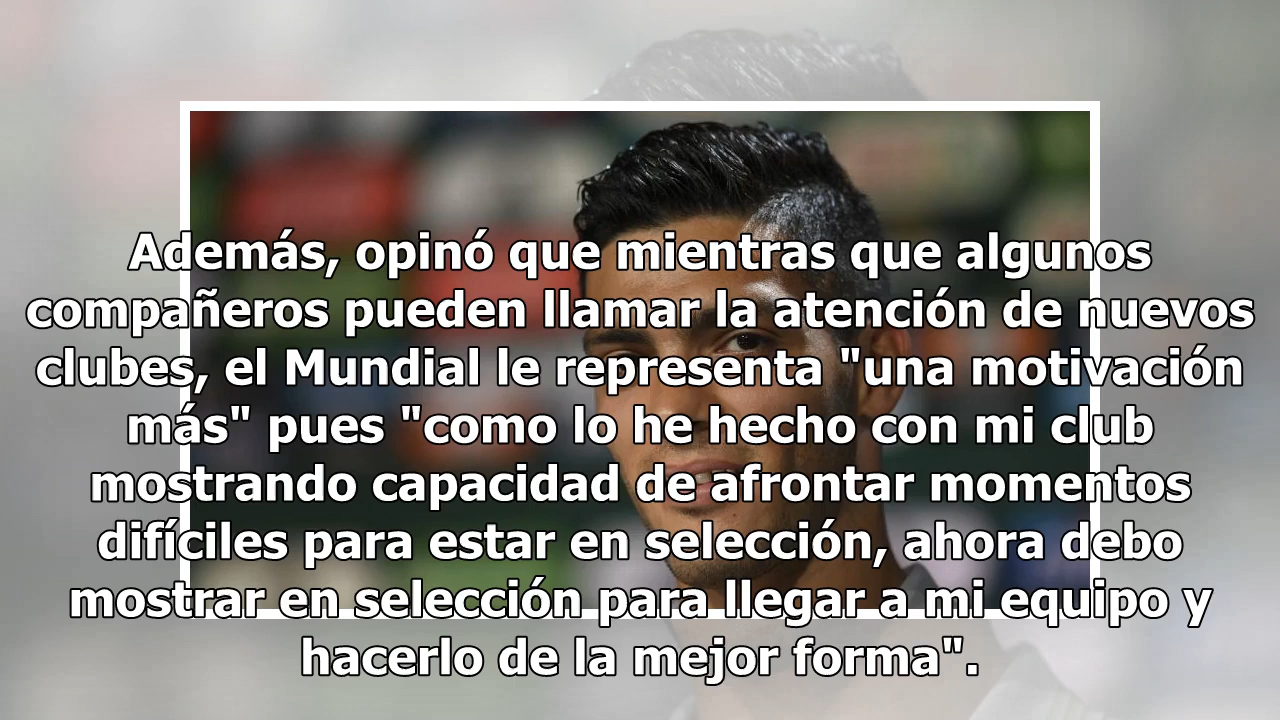 Además, opinó que mientras que algunos
compañeros pueden llamar la atención de nuevos
clubes, el Mundial le representa "una motivación
más" pues "como lo he hecho con mi club
mostrando capacidad de afrontar momentos
difíciles para estar en selección, ahora debo
mostrar en selección para llegar a mi equipo y
hacerlo de la mejor forma".